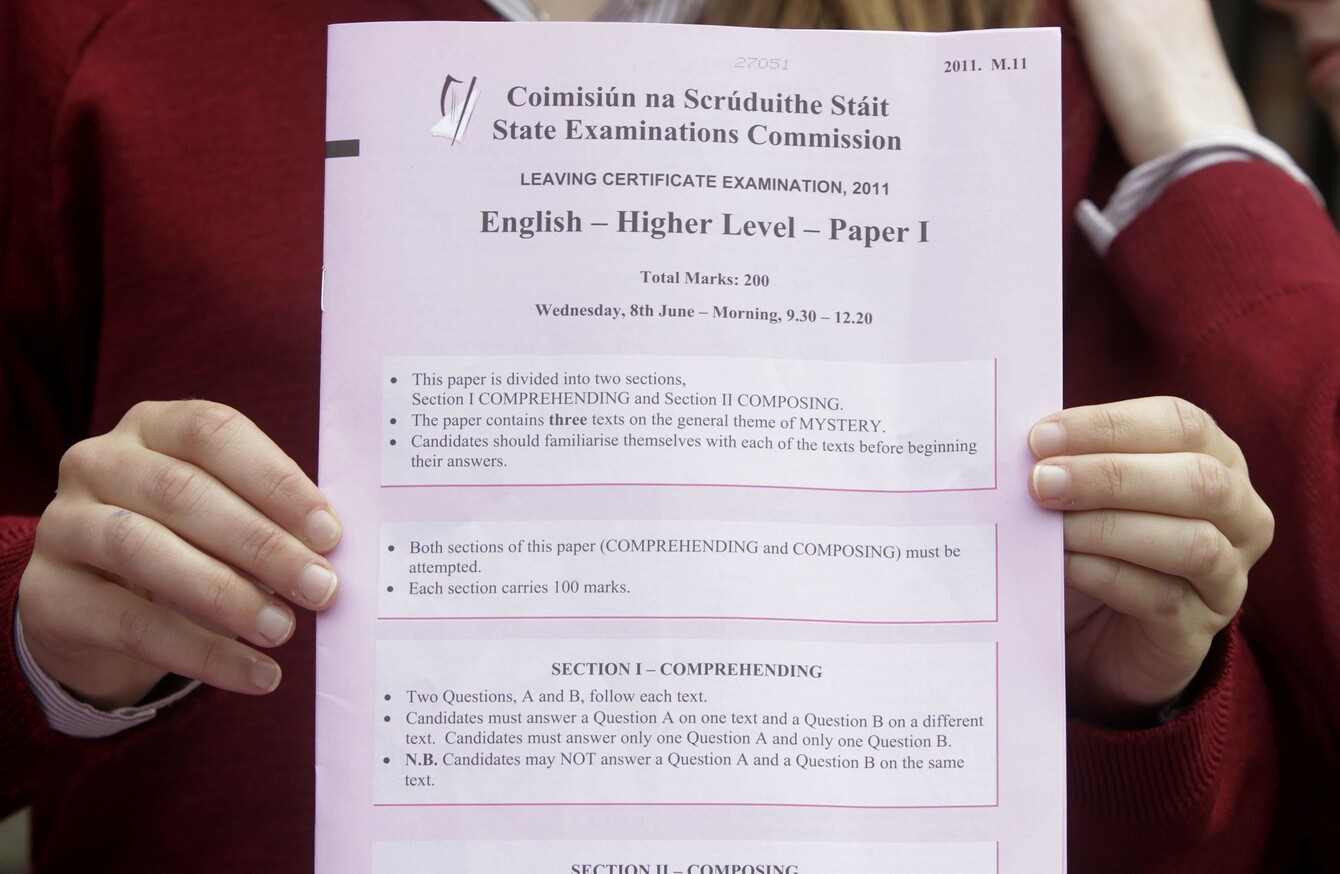 27051
2011. M.11
Coimisiún na Scrúduithe Stáit
State Examinations Commission
LEAVING CERTIFICATE EXAMINATION, 2011
English – Higher Level – Paper I
Total Marks: 200
Wednesday, 8th June – Morning, 9.30 – 12.20
• This paper is divided into two sections,
Section I COMPREHENDING and Section II COMPOSING.
• The paper contains three texts on the general theme of MYSTERY.
• Candidates should familiarise themselves with each of the texts before beginning
their answers.
• Both sections of this paper (COMPREHENDING and COMPOSING) must be
attempted.
• Each section carries 100 marks.
SECTION I – COMPREHENDING
• Two Questions, A and B, follow each text.
• Candidates must answer a Question A on one text and a Question B on a different
text. Candidates must answer only one Question A and only one Question B.
• N.B. Candidates may NOT answer a Question A and a Question B on the same
text.
SECTION II – COMPOSING